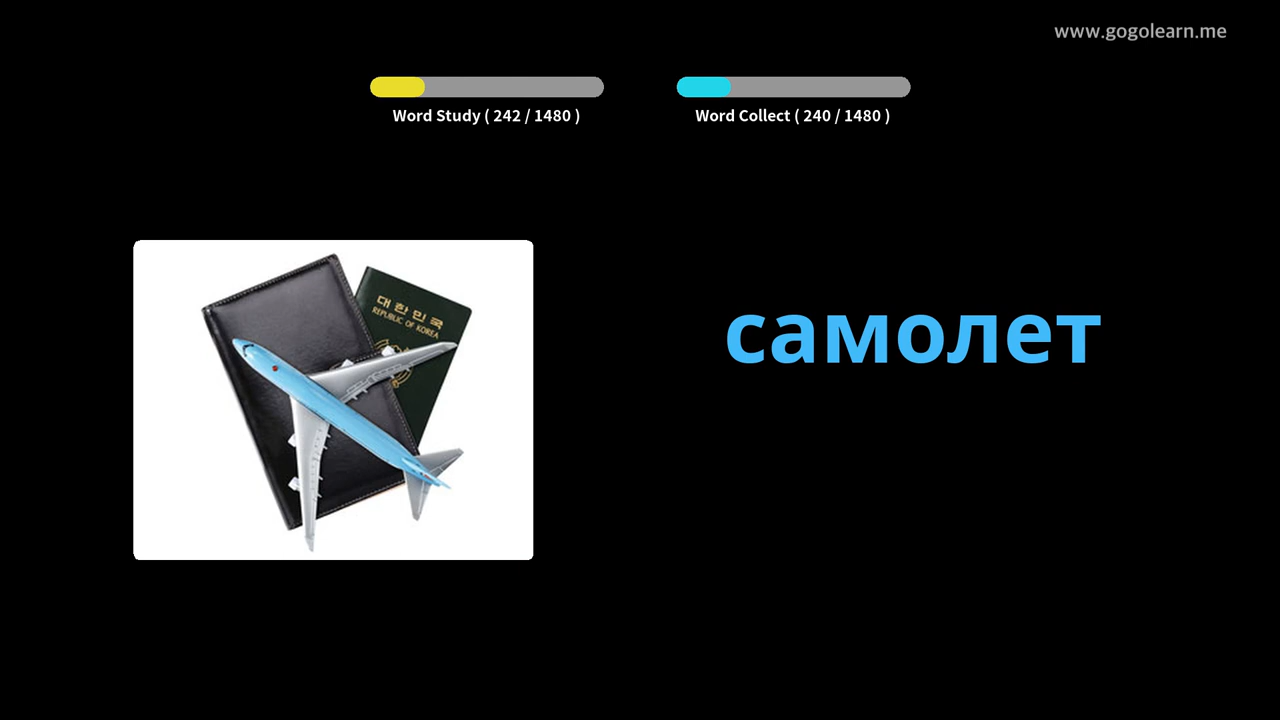 www.gogolearn.me
Word Study ( 242 / 1480 )
Word Collect ( 240 / 1480 )
대한민국
REPUBLIC OF KOREA
самолет